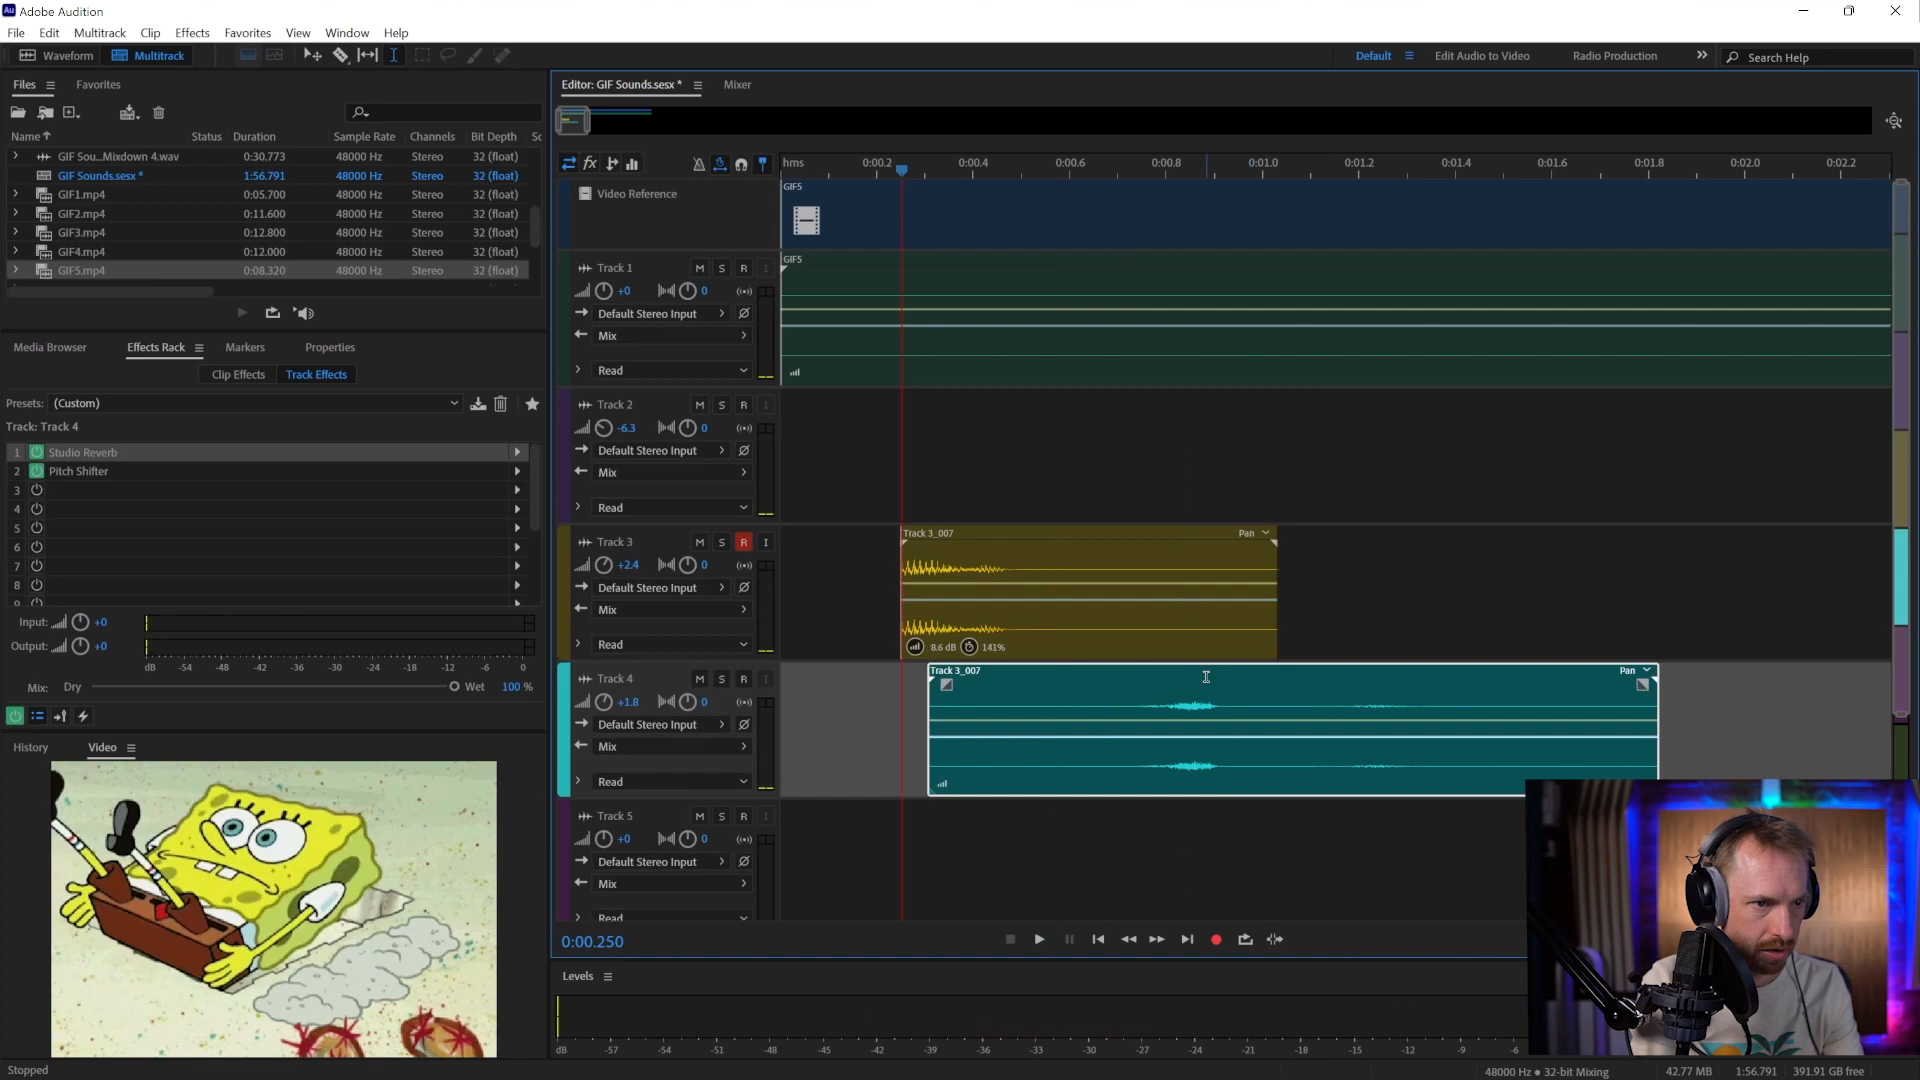 Au Adobe Audition
File Edit Multitrack Clip Effects Favorites View Window Help
Waveform Multitrack Default Edit Audio to Video Radio Production Search Help
Files Favorites
Name Status Duration Sample Rate Channels Bit Depth Sc
GIF Sou...Mixdown 4.wav 0:30.773 48000 Hz Stereo 32 (float)
GIF Sounds.sesx * 1:56.791 48000 Hz Stereo 32 (float)
GIF1.mp4 0:05.700 48000 Hz Stereo 32 (float)
GIF2.mp4 0:11.600 48000 Hz Stereo 32 (float)
GIF3.mp4 0:12.800 48000 Hz Stereo 32 (float)
GIF4.mp4 0:12.000 48000 Hz Stereo 32 (float)
GIF5.mp4 0:08.320 48000 Hz Stereo 32 (float)
Media Browser Effects Rack Markers Properties
Clip Effects Track Effects
Presets: (Custom)
Track: Track 4
1 Studio Reverb
2 Pitch Shifter
3
4
5
6
7
8
9
Input: +0
Output: +0
dB -54 -48 -42 -36 -30 -24 -18 -12 -6 0
Mix: Dry Wet 100 %
History Video
Editor: GIF Sounds.sesx * Mixer
fx hms 0:00.2 0:00.4 0:00.6 0:00.8 0:01.0 0:01.2 0:01.4 0:01.6 0:01.8 0:02.0 0:02.2
Video Reference GIF5
Track 1 M S R I GIF5
+0 0
Default Stereo Input
Mix
Read
Track 2 M S R I
-6.3 0
Default Stereo Input
Mix
Read
Track 3 M S R I Track 3_007 Pan
+2.4 0
Default Stereo Input
Mix
Read 8.6 dB 141%
Track 4 M S R I Track 3_007 Pan
+1.8 0
Default Stereo Input
Mix
Read
Track 5 M S R I
+0 0
Default Stereo Input
Mix
Read
0:00.250
Levels
dB -57 -54 -51 -48 -45 -42 -39 -36 -33 -30 -27 -24 -21 -18 -15 -12 -9 -6
Stopped 48000 Hz ● 32-bit Mixing 42.77 MB 1:56.791 391.91 GB free